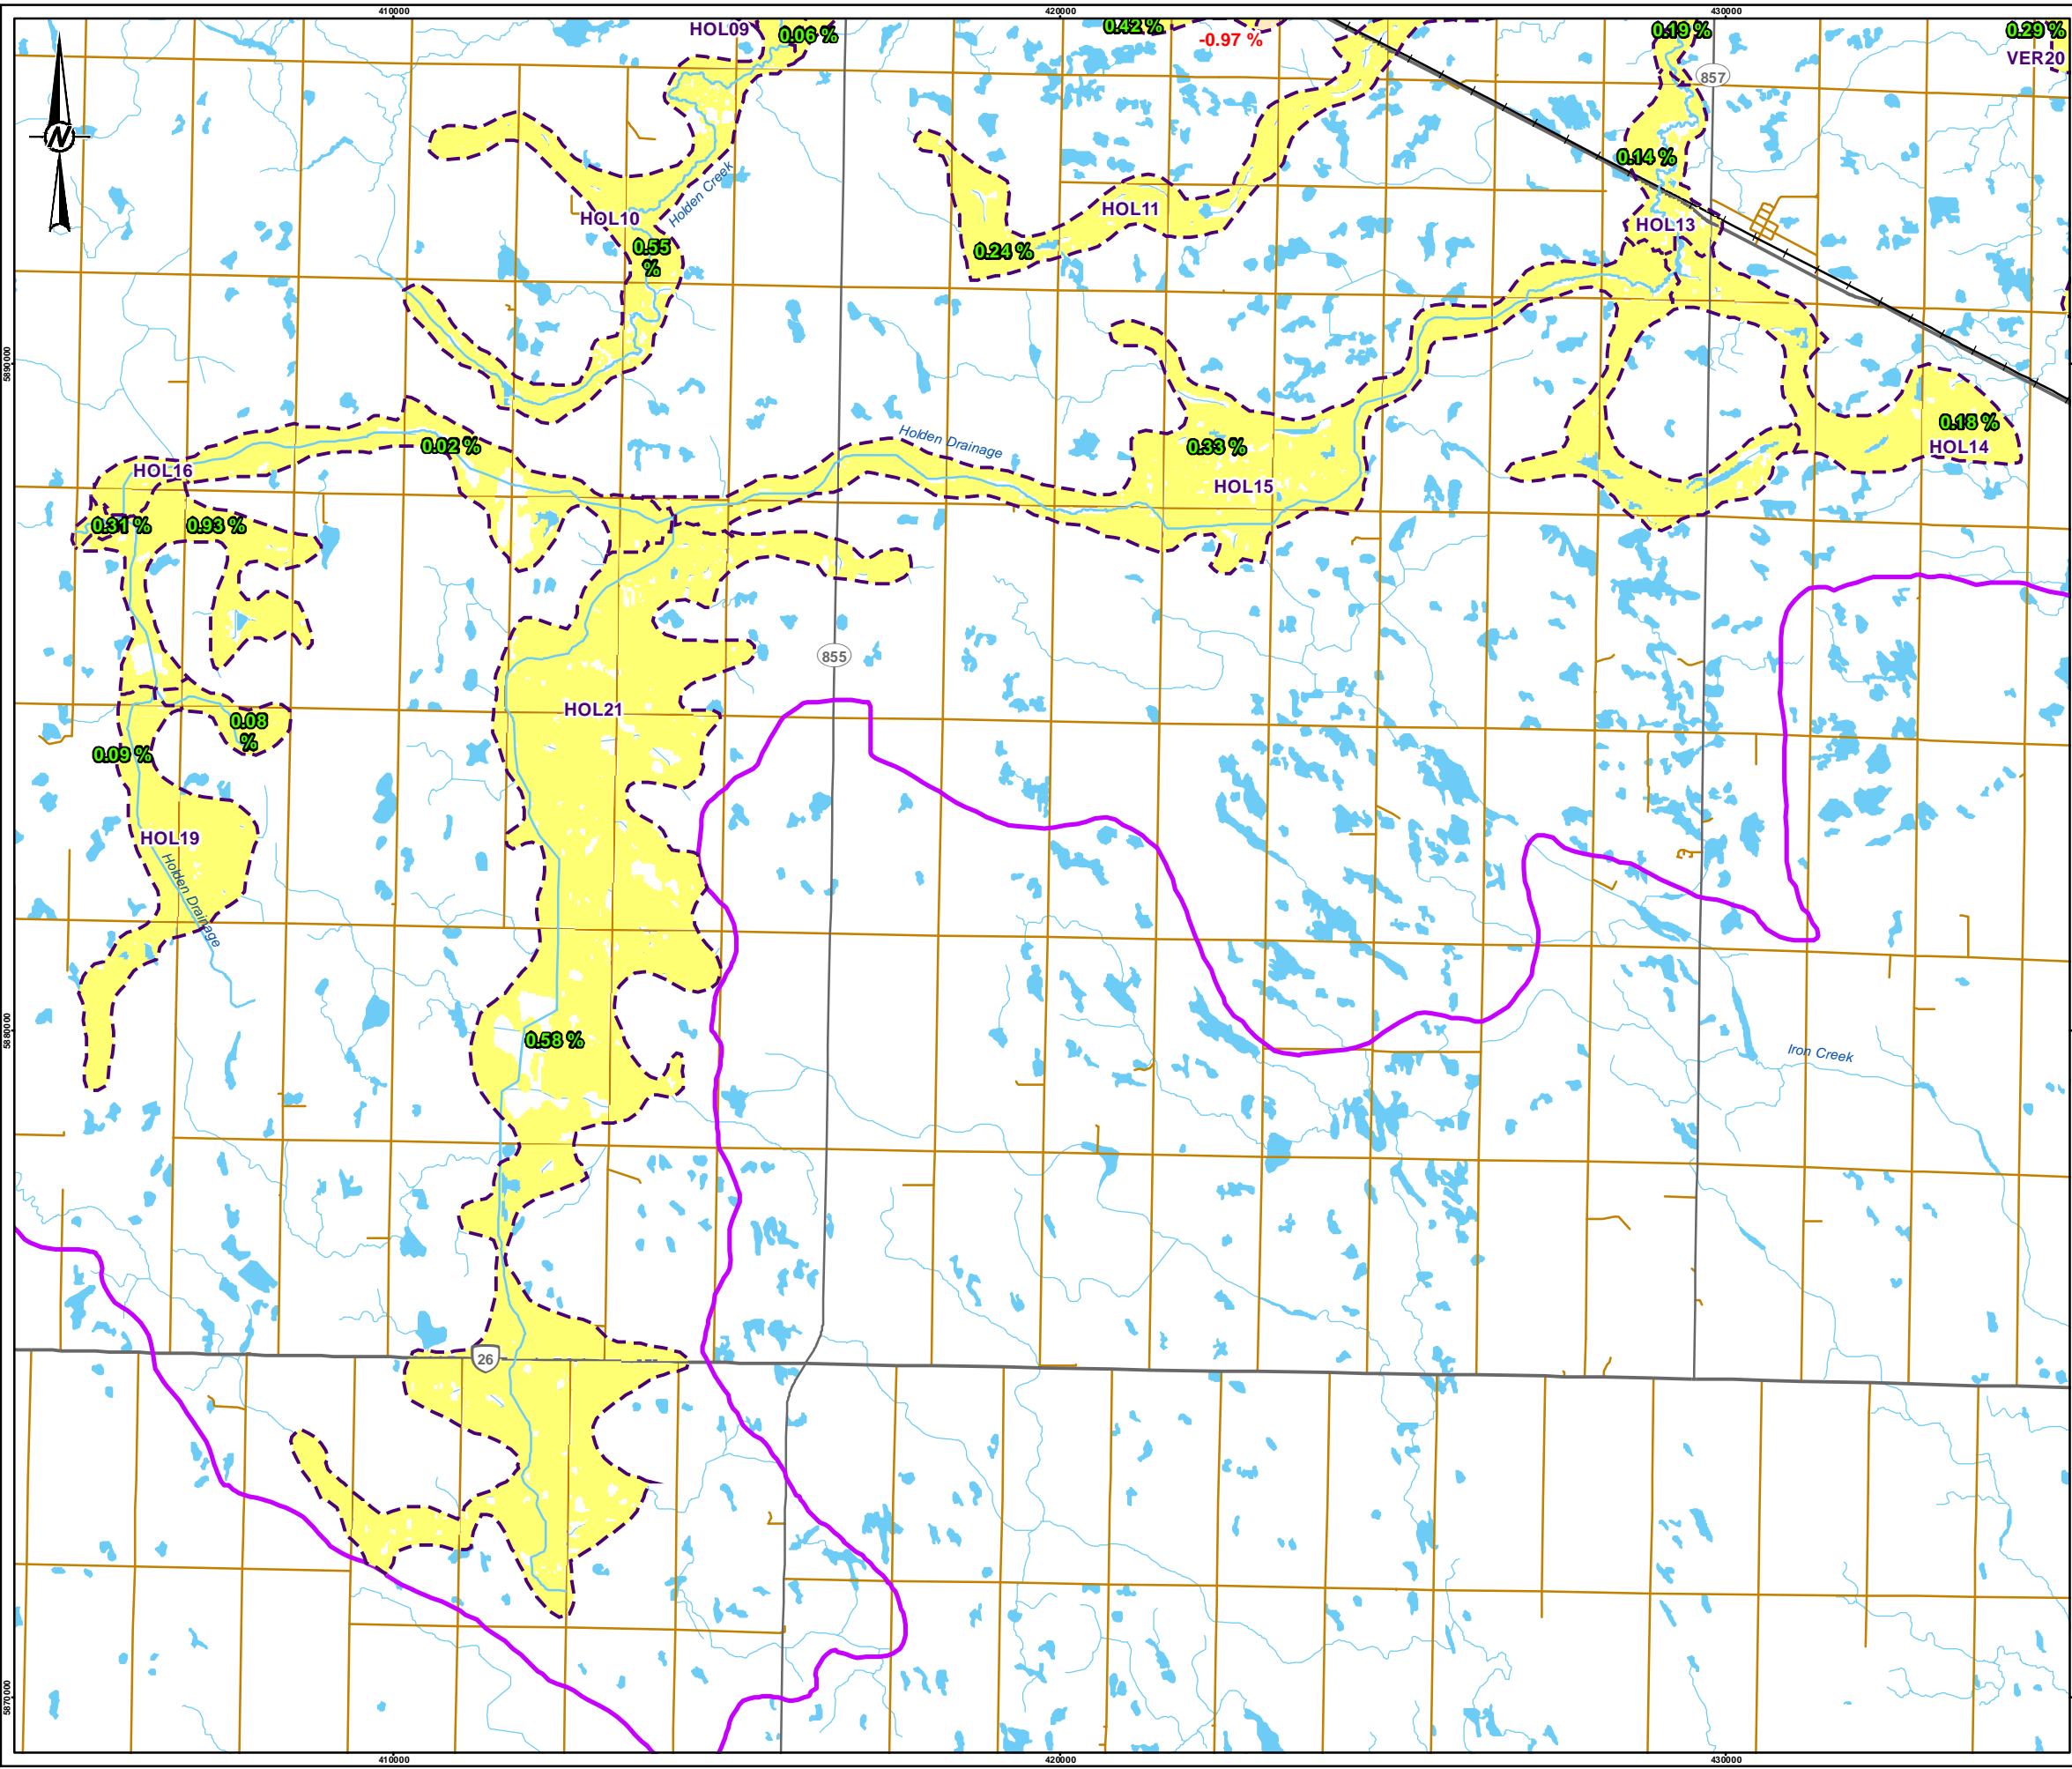 410000
420000
430000
HOL09
0.06 %
0.42 %
-0.97 %
0.19 %
0.29 %
VER20
857
N
0.14 %
Holden Creek
HOL10
HOL11
HOL13
0.55
%
0.24 %
5890000
0.02 %
Holden Drainage
0.33 %
0.18 %
HOL14
HOL16
HOL15
0.31 %
0.93 %
855
HOL21
0.08
%
0.09 %
HOL19
Holden Drainage
5880000
0.58 %
Iron Creek
26
5870000
410000
420000
430000